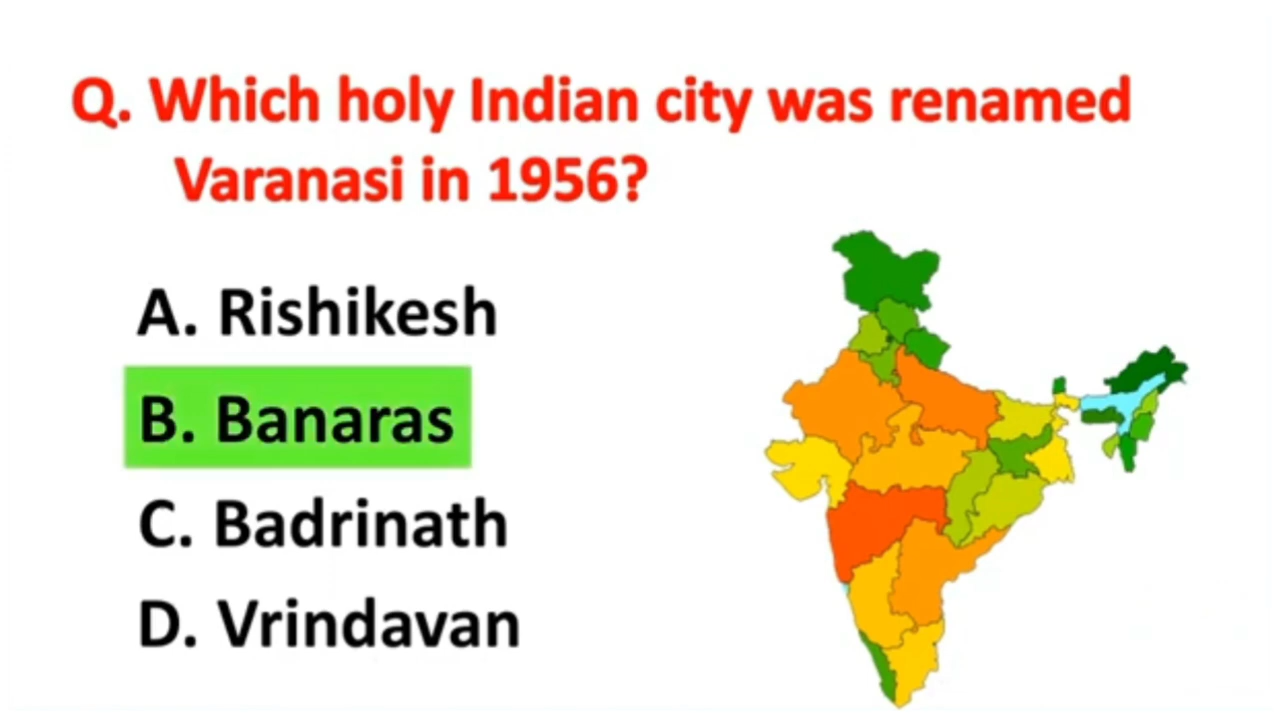 Q. Which holy Indian city was renamed
Varanasi in 1956?
A. Rishikesh
B. Banaras
C. Badrinath
D. Vrindavan